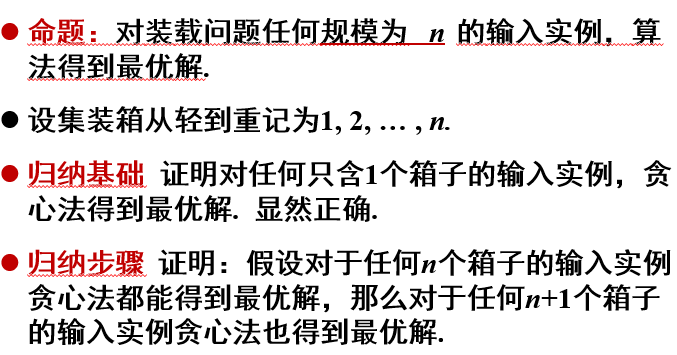 ● 命题：对装载问题任何规模为 n 的输入实例，算
法得到最优解.
● 设集装箱从轻到重记为1, 2, … , n.
● 归纳基础 证明对任何只含1个箱子的输入实例，贪
心法得到最优解. 显然正确.
● 归纳步骤 证明：假设对于任何n个箱子的输入实例
贪心法都能得到最优解，那么对于任何n+1个箱子
的输入实例贪心法也得到最优解.